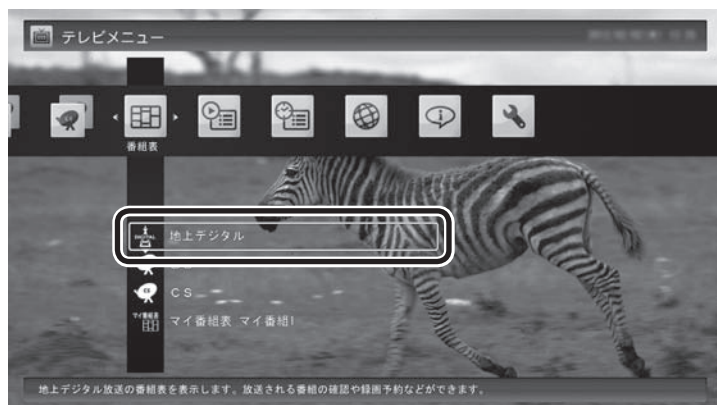 テレビメニュー
番組表
地上デジタル
CS
マイ番組表 マイ番組1
地上デジタル放送の番組表を表示します。放送される番組の確認や録画予約などができます。